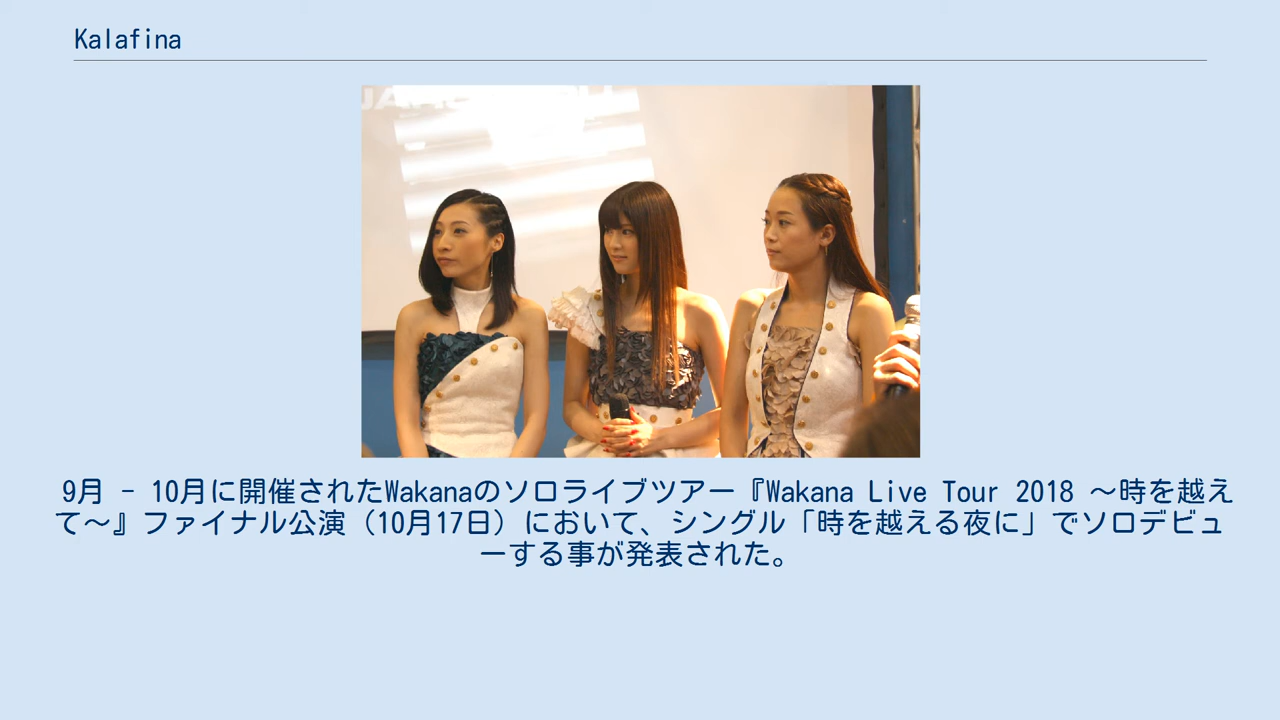 Kalafina
9月 - 10月に開催されたWakanaのソロライブツアー『Wakana Live Tour 2018 ～時を越え
て～』ファイナル公演（10月17日）において、シングル「時を越える夜に」でソロデビュ
ーする事が発表された。